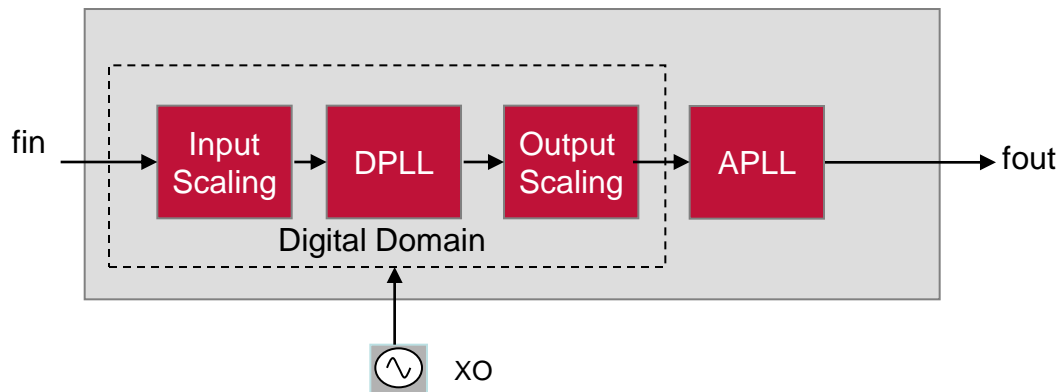 fin
Input
Scaling
DPLL
Output
Scaling
APLL
fout
Digital Domain
XO